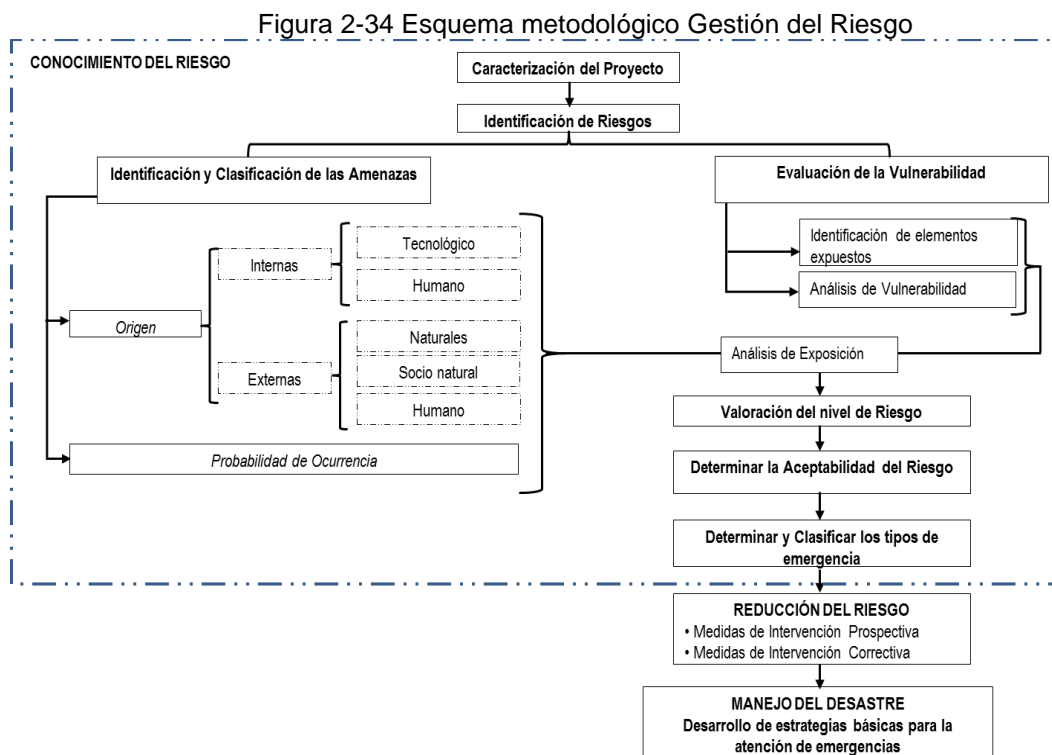 Figura 2-34 Esquema metodológico Gestión del Riesgo
CONOCIMIENTO DEL RIESGO
Caracterización del Proyecto
Identificación de Riesgos
Identificación y Clasificación de las Amenazas
Evaluación de la Vulnerabilidad
Identificación de elementos
expuestos
Análisis de Vulnerabilidad
Tecnológico
Internas
Humano
Origen
Naturales
Externas
Socio natural
Humano
Probabilidad de Ocurrencia
Análisis de Exposición
Valoración del nivel de Riesgo
Determinar la Aceptabilidad del Riesgo
Determinar y Clasificar los tipos de
emergencia
REDUCCIÓN DEL RIESGO
• Medidas de Intervención Prospectiva
• Medidas de Intervención Correctiva
MANEJO DEL DESASTRE
Desarrollo de estrategias básicas para la
atención de emergencias